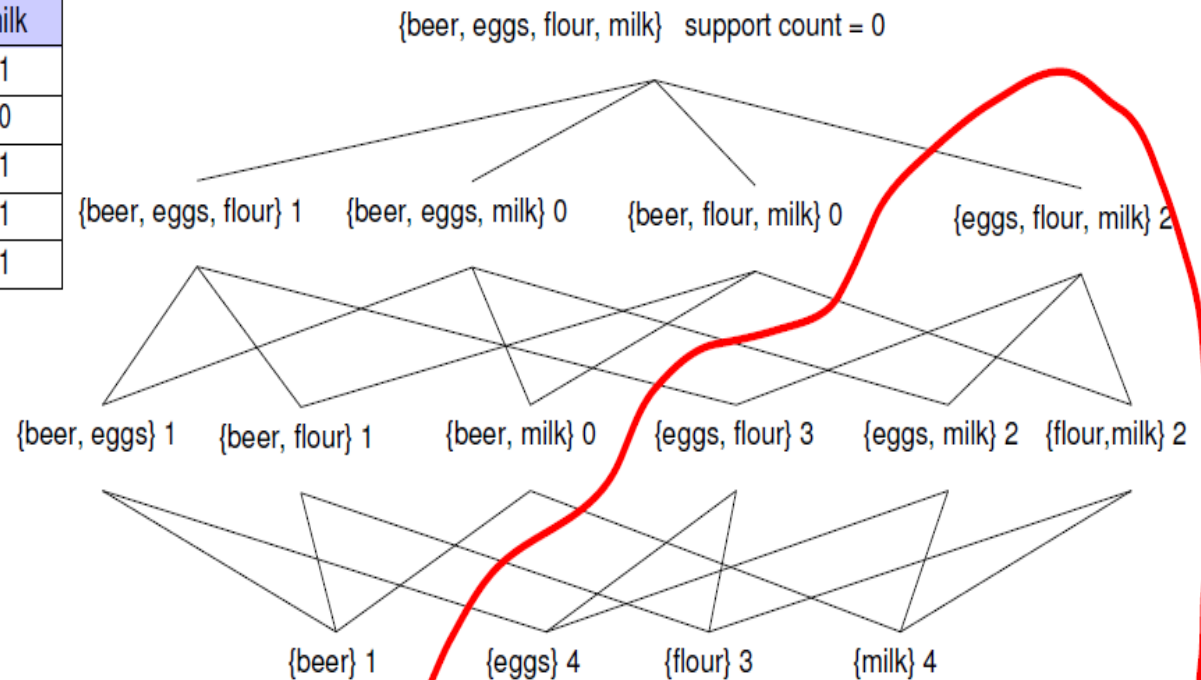 ilk
1
0
1
1
1
{beer, eggs, flour, milk} support count = 0
{beer, eggs, flour} 1 {beer, eggs, milk} 0 {beer, flour, milk} 0 {eggs, flour, milk} 2
{beer, eggs} 1 {beer, flour} 1 {beer, milk} 0 {eggs, flour} 3 {eggs, milk} 2 {flour,milk} 2
{beer} 1 {eggs} 4 {flour} 3 {milk} 4